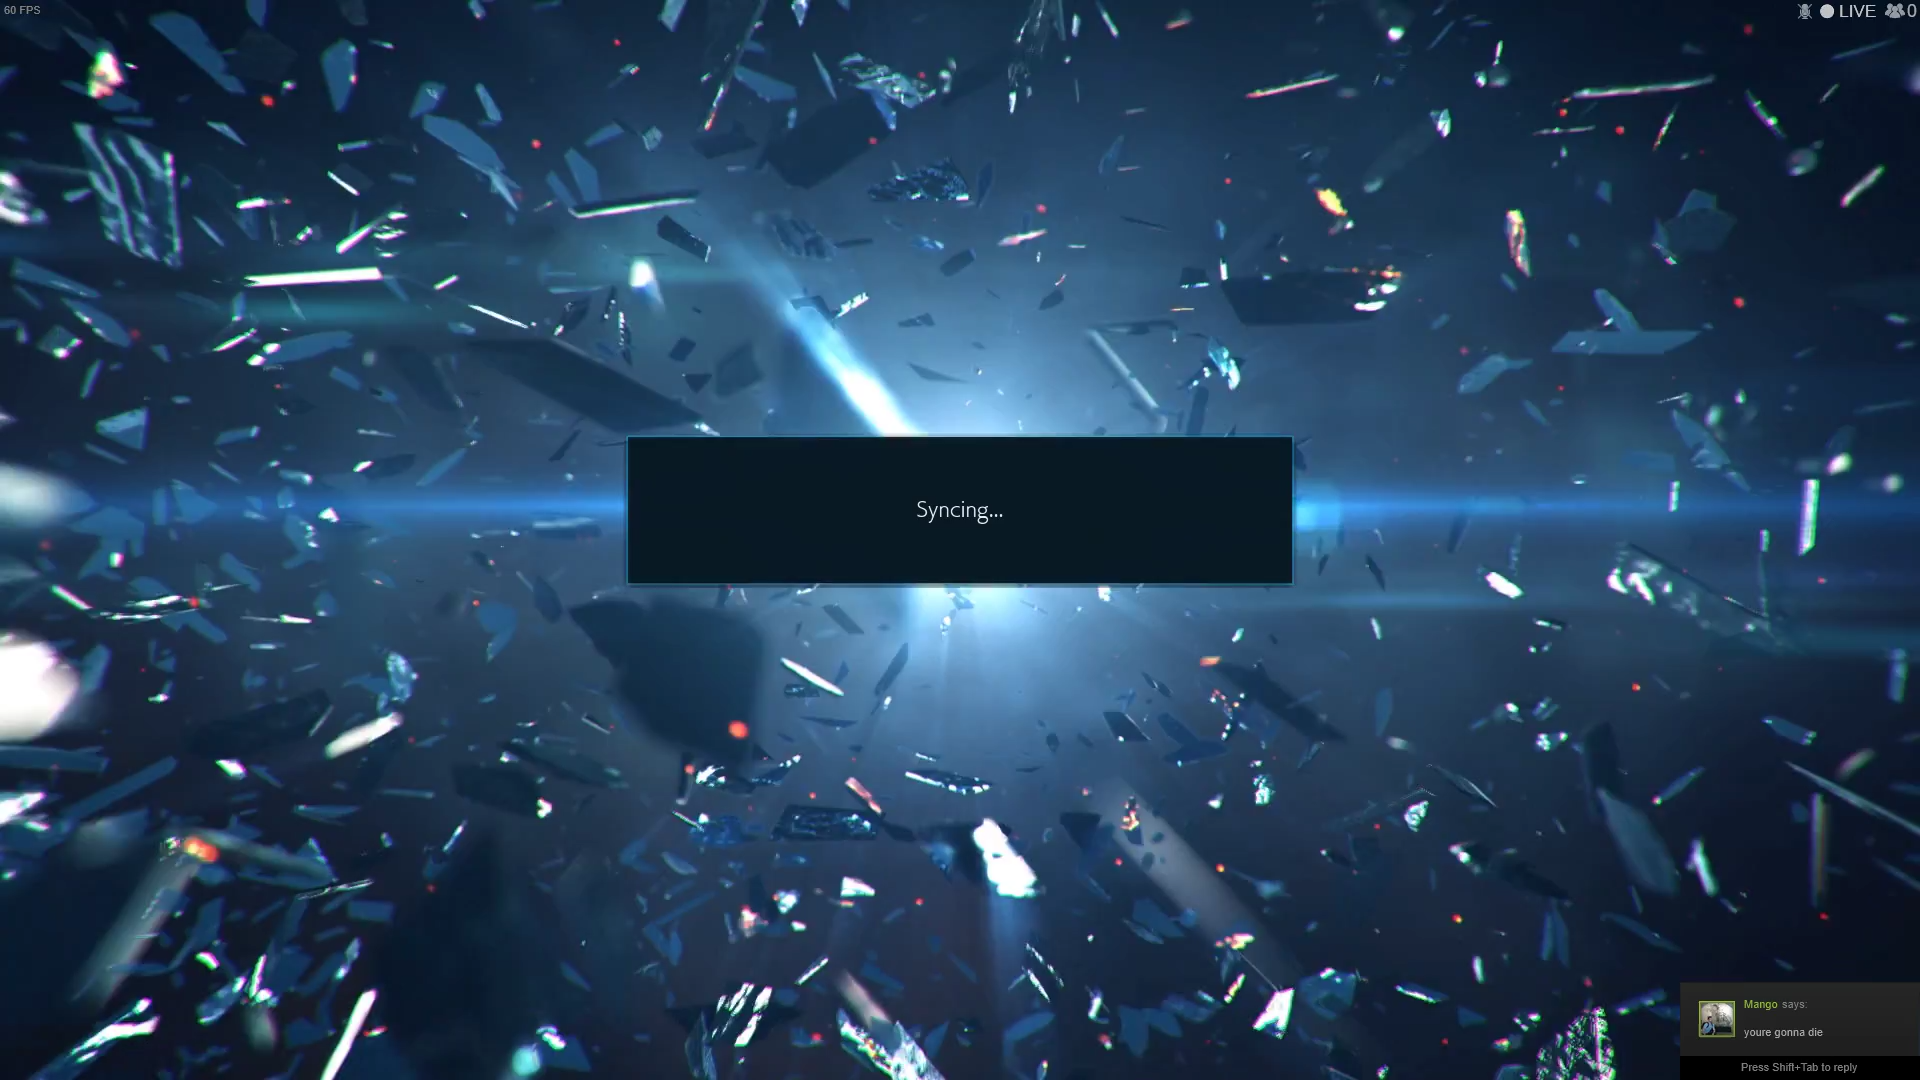 60 FPS
LIVE 0
Syncing...
Mango says:
youre gonna die
Press Shift+Tab to reply